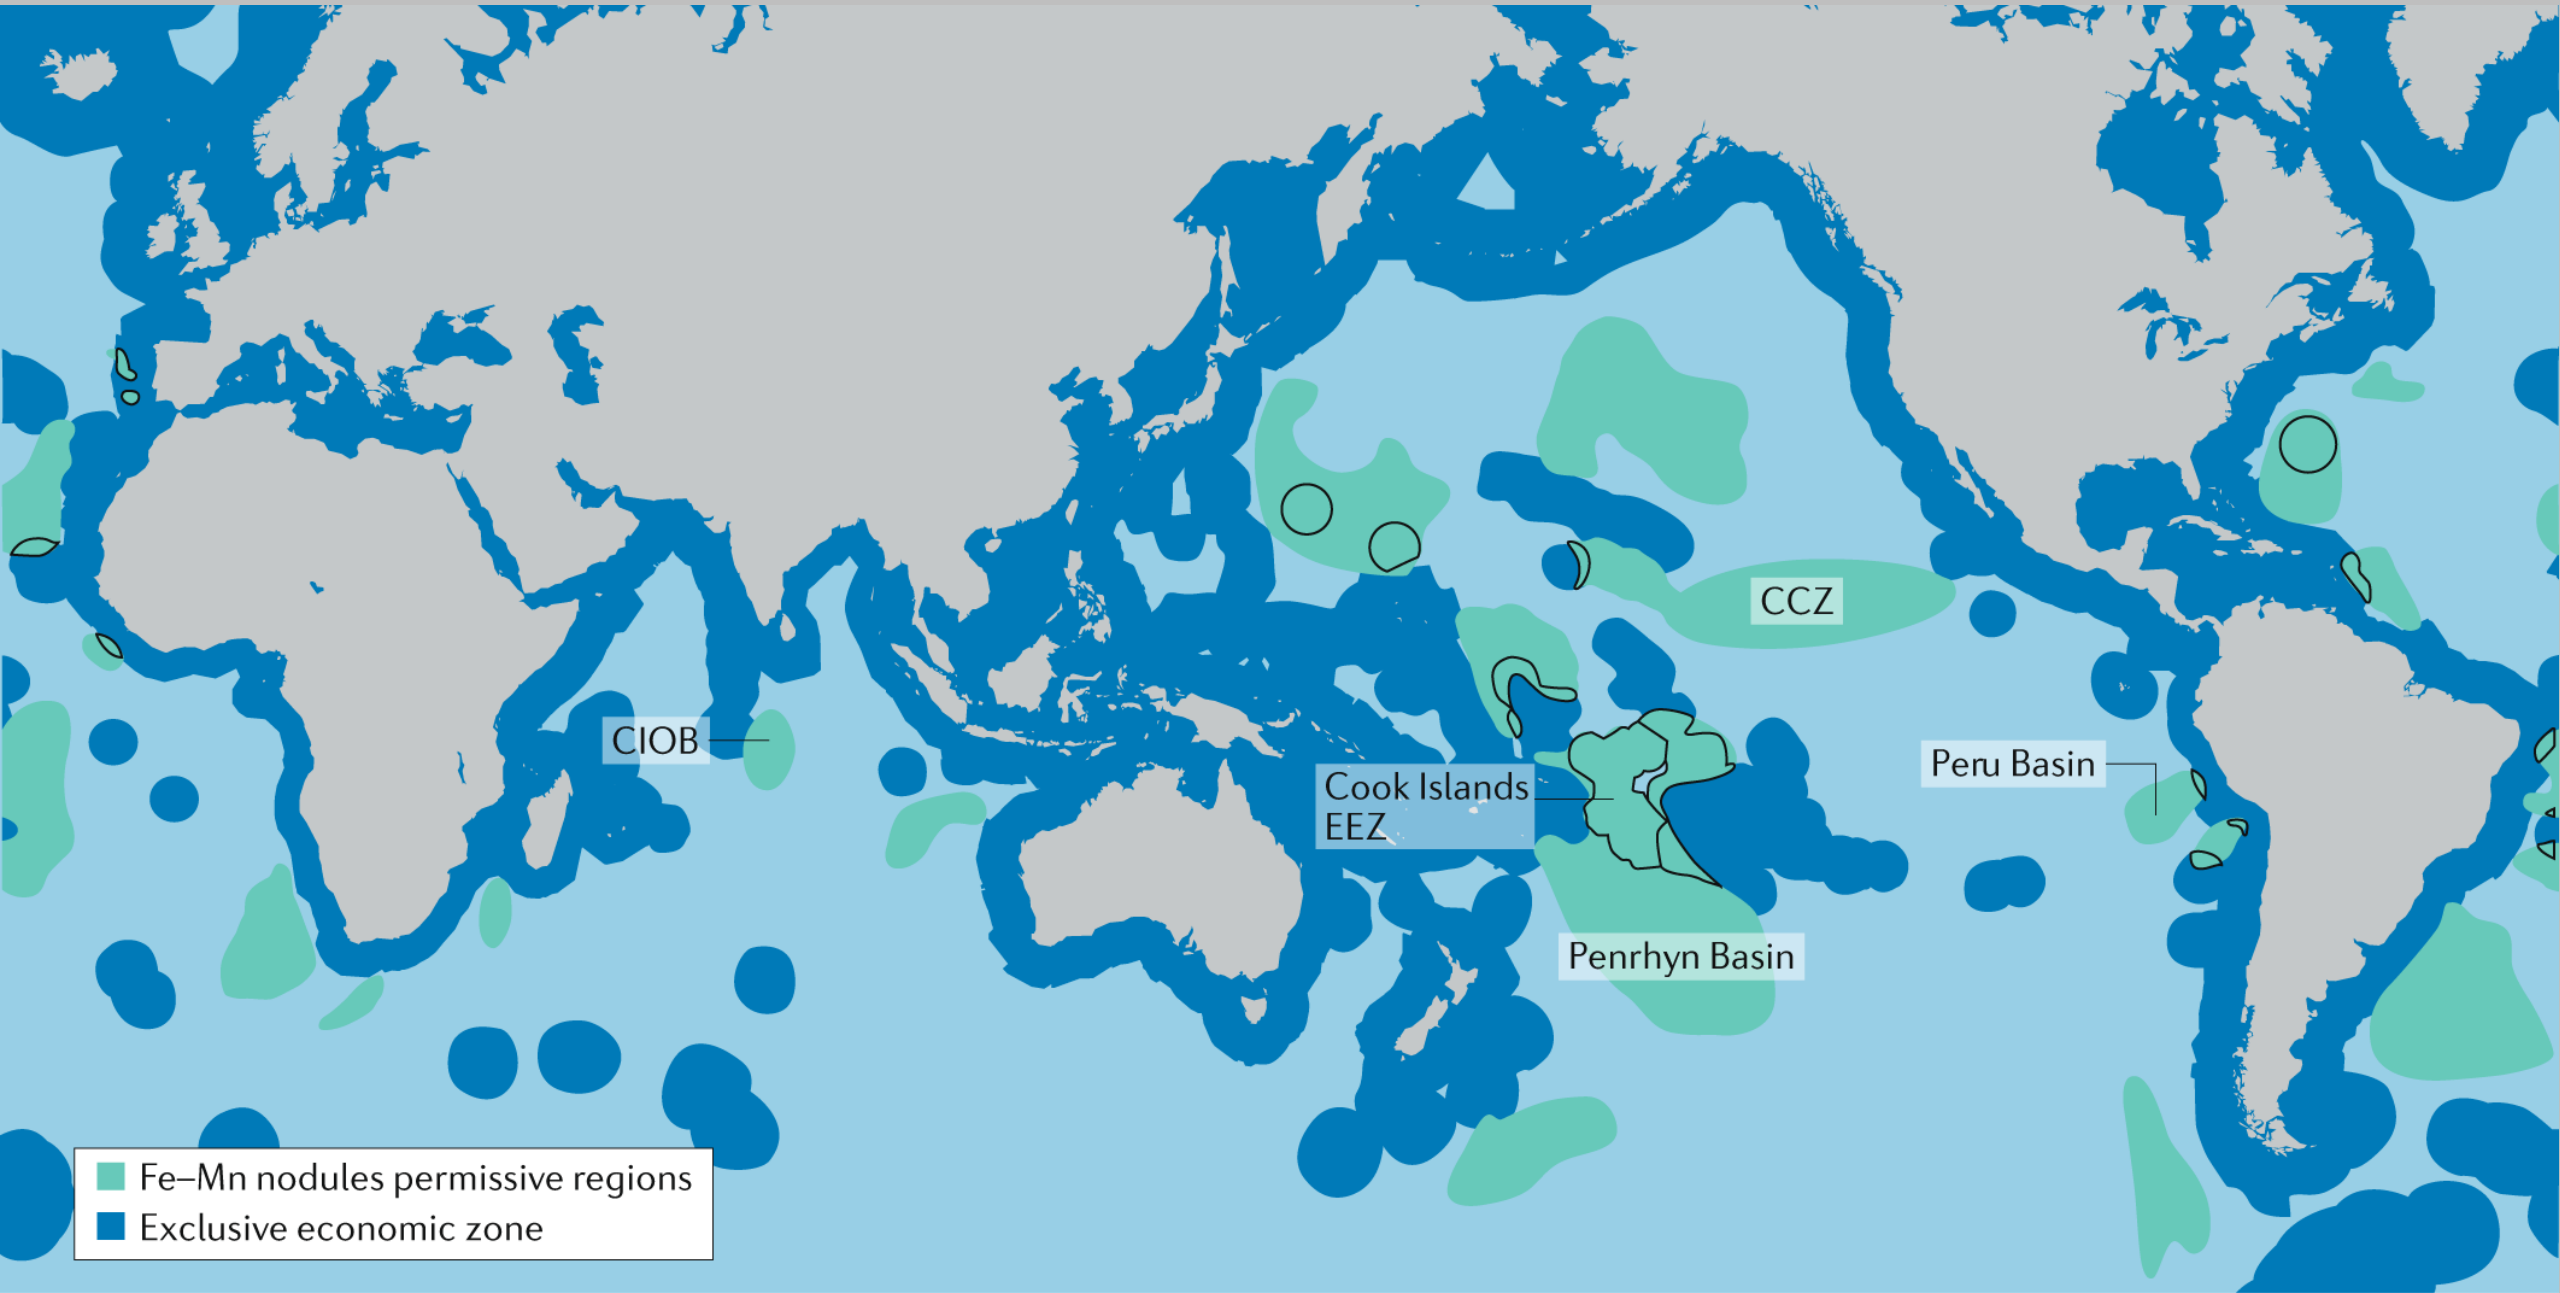 CCZ
CIOB
Cook Islands
EEZ
Peru Basin
Penrhyn Basin
Fe–Mn nodules permissive regions
Exclusive economic zone